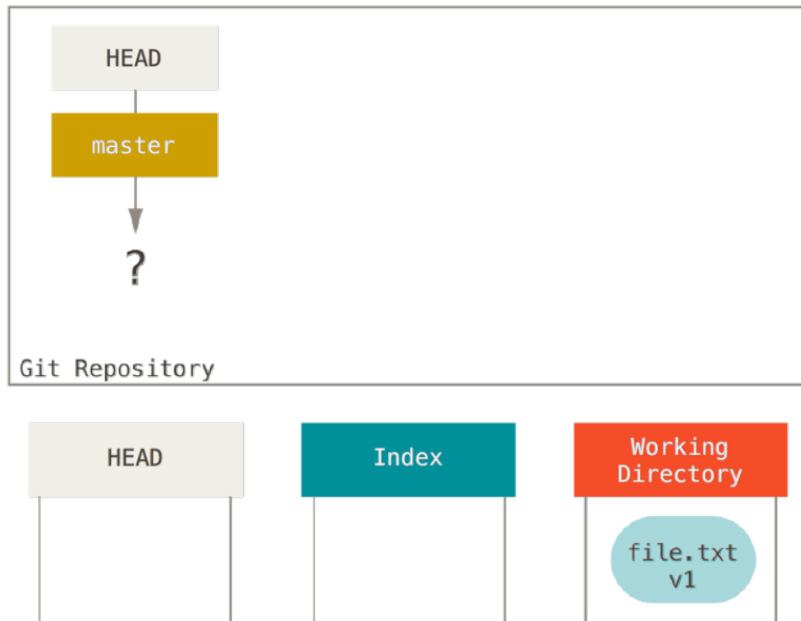 HEAD
master
?
Git Repository
HEAD
Index
Working
Directory
file.txt
v1